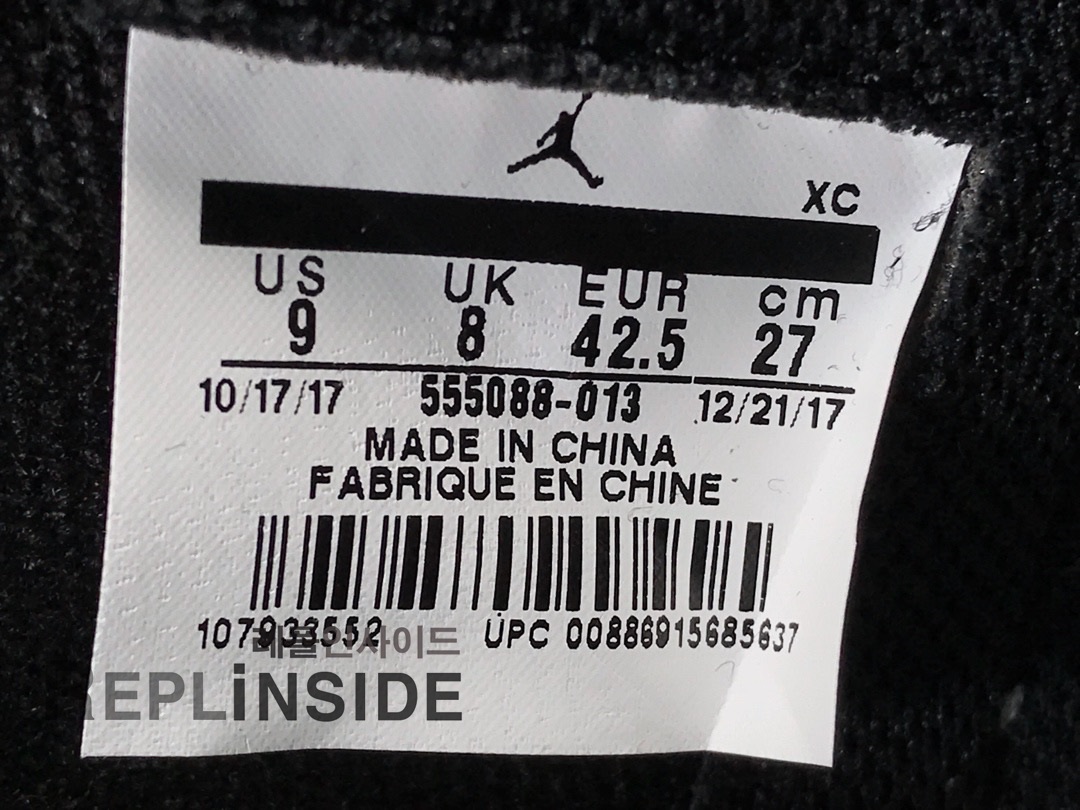 XC
US UK EUR cm
9 8 42.5 27
10/17/17 555088-013 12/21/17
MADE IN CHINA
FABRIQUE EN CHINE
107933552 UPC 00886915685637
레플인사이드
REPLiNSIDE